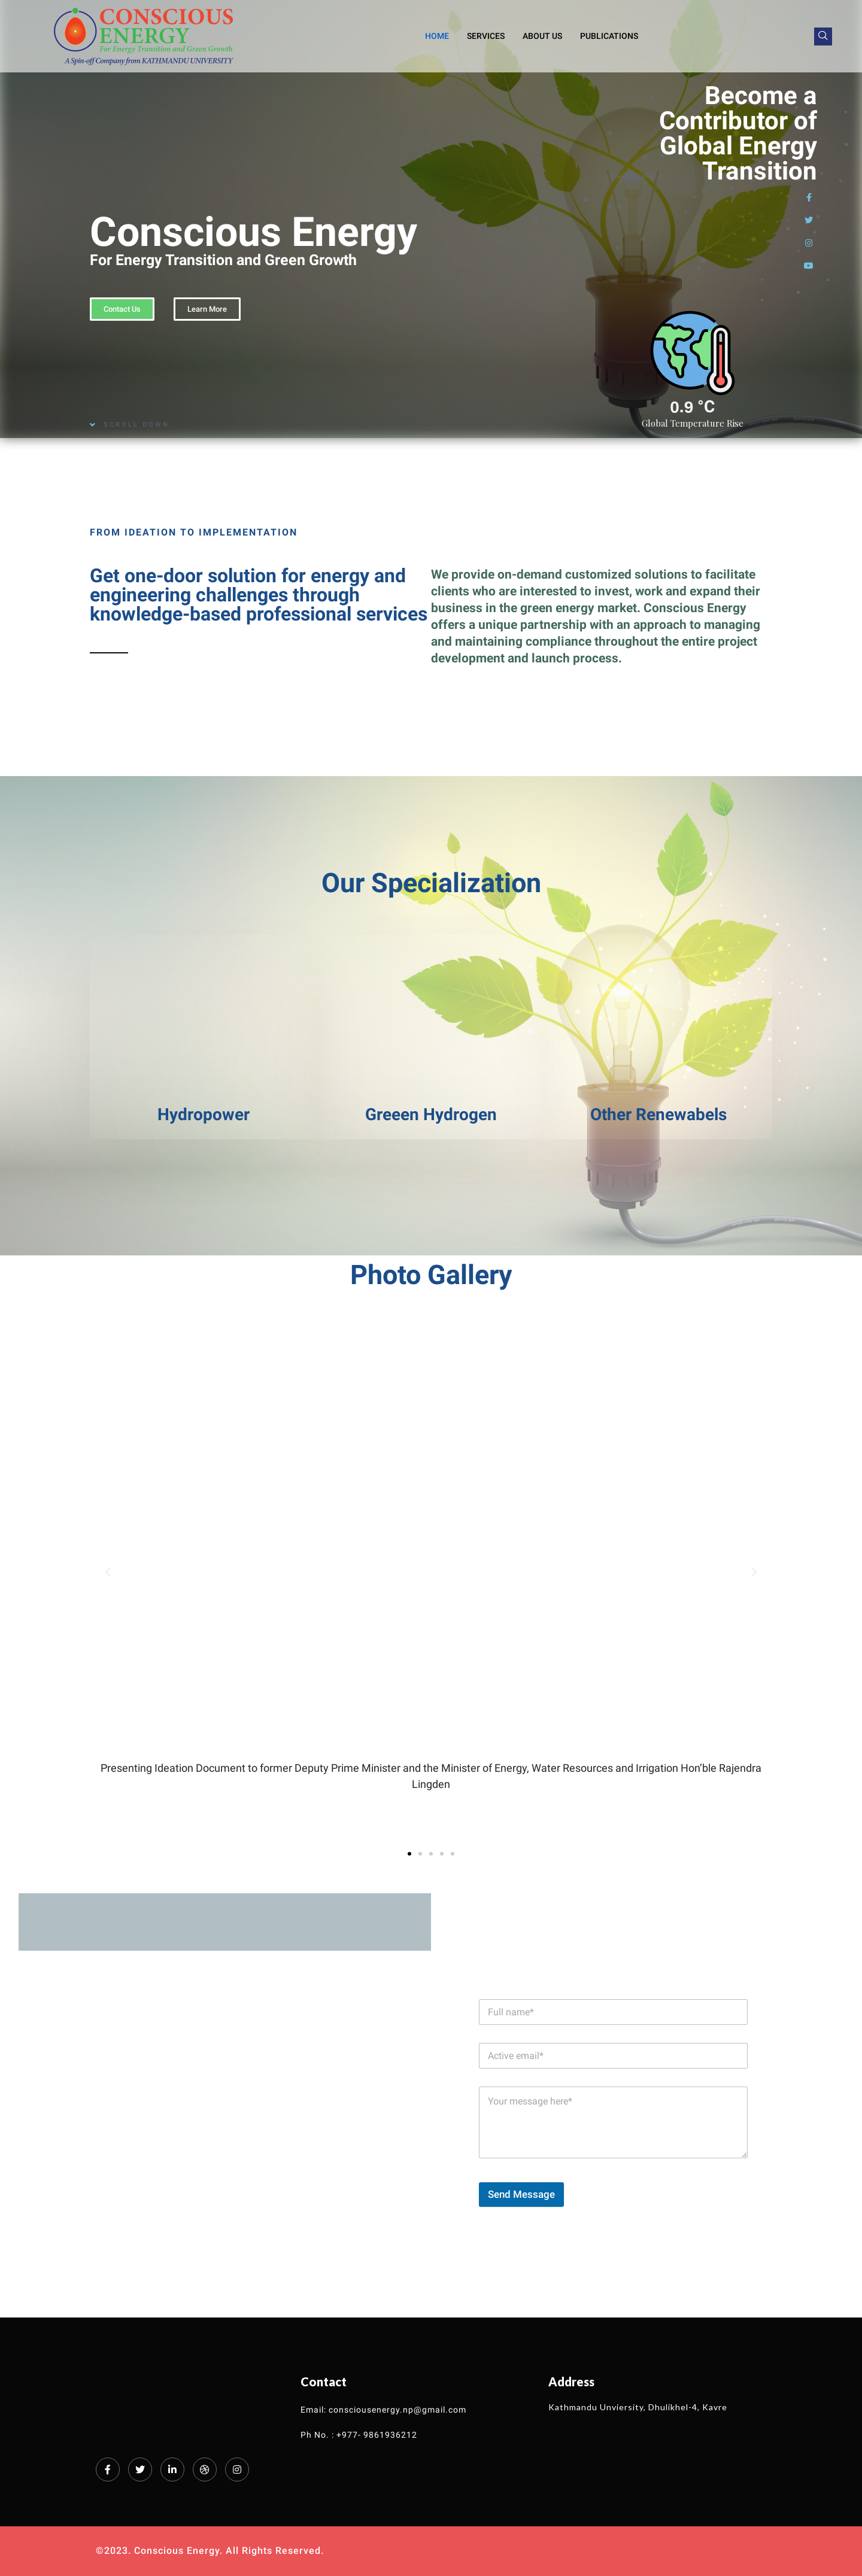 CONSCIOUS
ENERGY
For Energy Transition and Green Growth
A Spin-off Company from KATHMANDU UNIVERSITY
HOME
SERVICES
ABOUT US
PUBLICATIONS
Become a
Contributor of
Global Energy
Transition
Conscious Energy
For Energy Transition and Green Growth
Contact Us
Learn More
0.9 °C
Global Temperature Rise
SCROLL DOWN
FROM IDEATION TO IMPLEMENTATION
Get one-door solution for energy and
engineering challenges through
knowledge-based professional services
We provide on-demand customized solutions to facilitate
clients who are interested to invest, work and expand their
business in the green energy market. Conscious Energy
offers a unique partnership with an approach to managing
and maintaining compliance throughout the entire project
development and launch process.
Our Specialization
Hydropower
Greeen Hydrogen
Other Renewabels
Photo Gallery
Presenting Ideation Document to former Deputy Prime Minister and the Minister of Energy, Water Resources and Irrigation Hon'ble Rajendra
Lingden
Full name*
Active email*
Your message here*
Send Message
Contact
Email: consciousenergy.np@gmail.com
Ph No. : +977- 9861936212
Address
Kathmandu Unviersity, Dhulikhel-4, Kavre
©2023. Conscious Energy. All Rights Reserved.